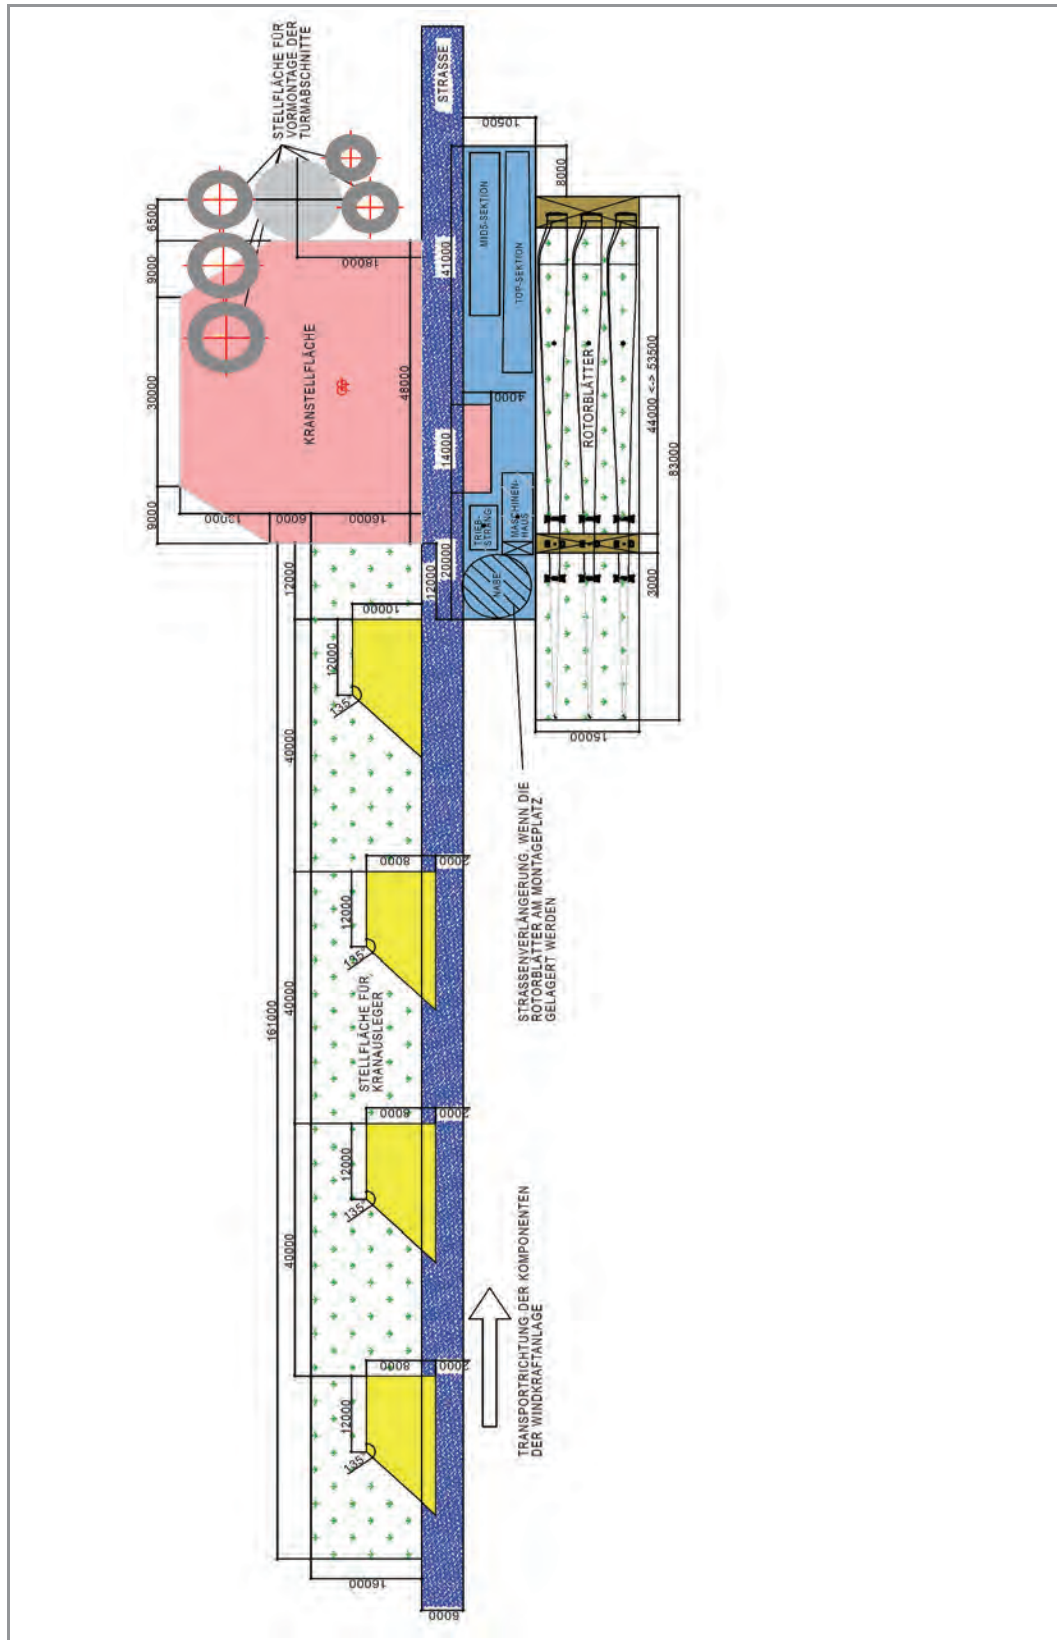 STELLFLÄCHE FÜR
VORMONTAGE DER
TURMABSCHNITTE
STRASSE
6500
9000
30000
9000
18000
48000
KRANSTELLFLÄCHE
13000
6000
16000
41000
14000
20000
12000
10500
8000
MIDS-SEKTION
TOP-SEKTION
4000
TRIEB-
STRANG
MASCHINEN-
HAUS
NABE
ROTORBLÄTTER
44000 <-> 53500
83000
3000
15000
12000
10000
12000
135°
40000
161000
8000
2000
12000
135°
40000
STELLFLÄCHE FÜR
KRANAUSLEGER
8000
2000
12000
135°
40000
8000
2000
12000
135°
16000
6000
STRASSENVERLÄNGERUNG, WENN DIE
ROTORBLÄTTER AM MONTAGEPLATZ
GELAGERT WERDEN
TRANSPORTRICHTUNG DER KOMPONENTEN
DER WINDKRAFTANLAGE